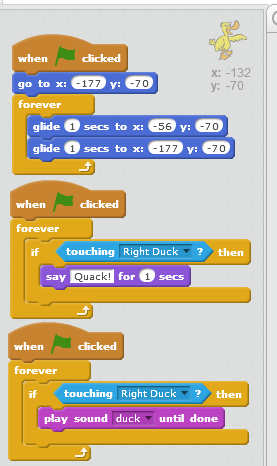 x: -132
y: -70
when clicked
go to x: -177 y: -70
forever
glide 1 secs to x: -56 y: -70
glide 1 secs to x: -177 y: -70
when clicked
forever
if touching Right Duck ? then
say Quack! for 1 secs
when clicked
forever
if touching Right Duck ? then
play sound duck until done